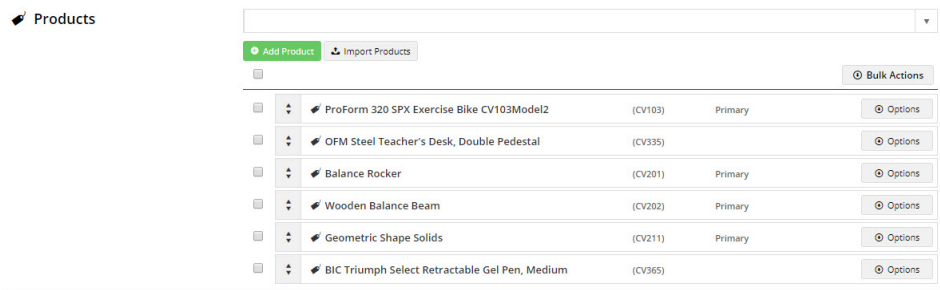 Products
Add Product Import Products
Bulk Actions
ProForm 320 SPX Exercise Bike CV103Model2 (CV103) Primary Options
OFM Steel Teacher's Desk, Double Pedestal (CV335) Options
Balance Rocker (CV201) Primary Options
Wooden Balance Beam (CV202) Primary Options
Geometric Shape Solids (CV211) Primary Options
BIC Triumph Select Retractable Gel Pen, Medium (CV365) Options